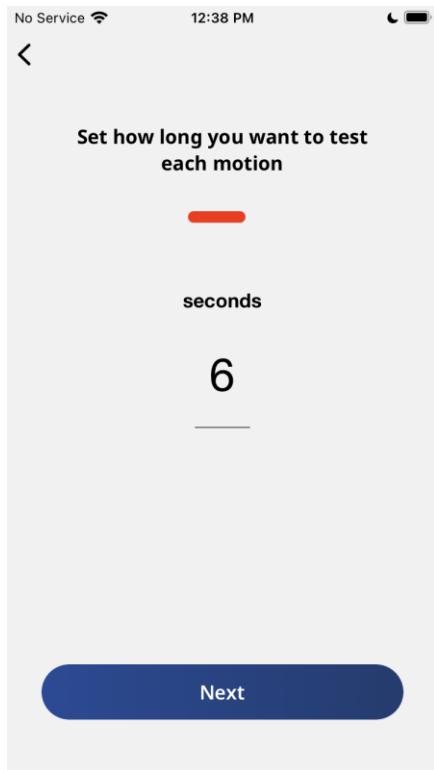 No Service 12:38 PM
Set how long you want to test
each motion
seconds
6
Next